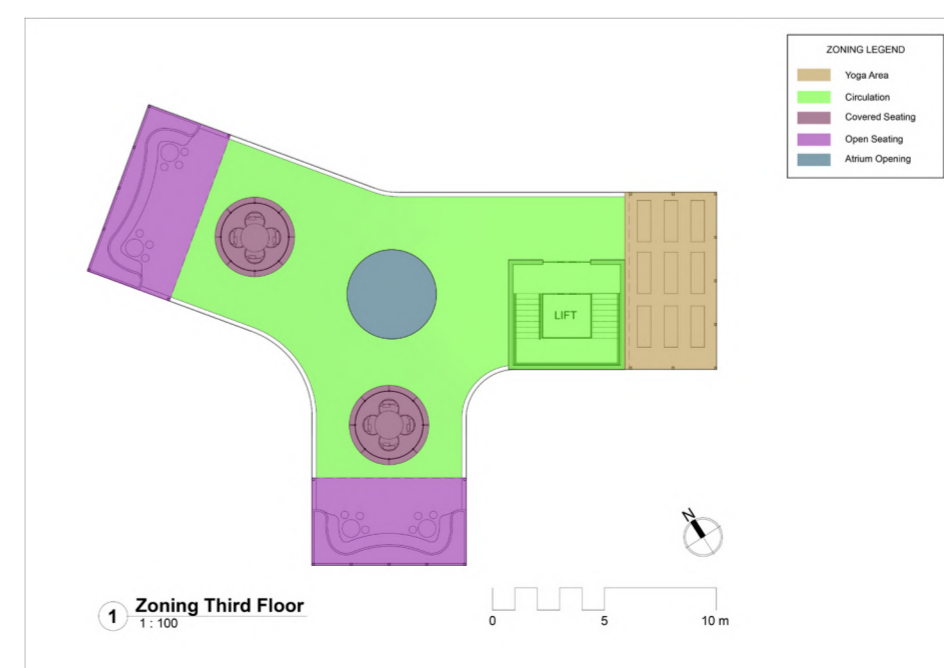 ZONING LEGEND
Yoga Area
Circulation
Covered Seating
Open Seating
Atrium Opening
LIFT
N
1 Zoning Third Floor
1 : 100
0 5 10 m